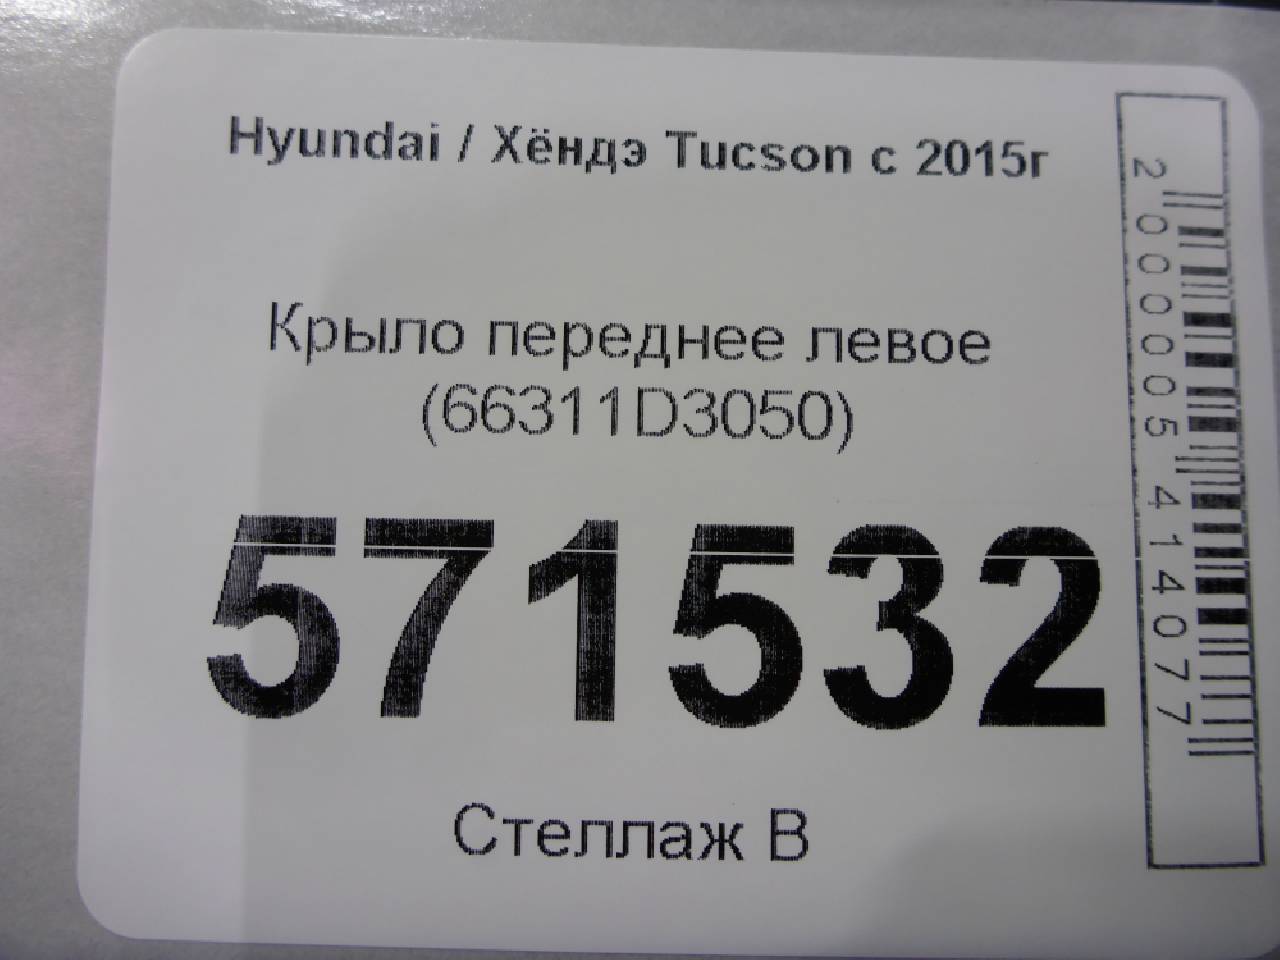 Hyundai / Хёндэ Tucson с 2015г
Крыло переднее левое
(66311D3050)
571532
Стеллаж В
2000005414077